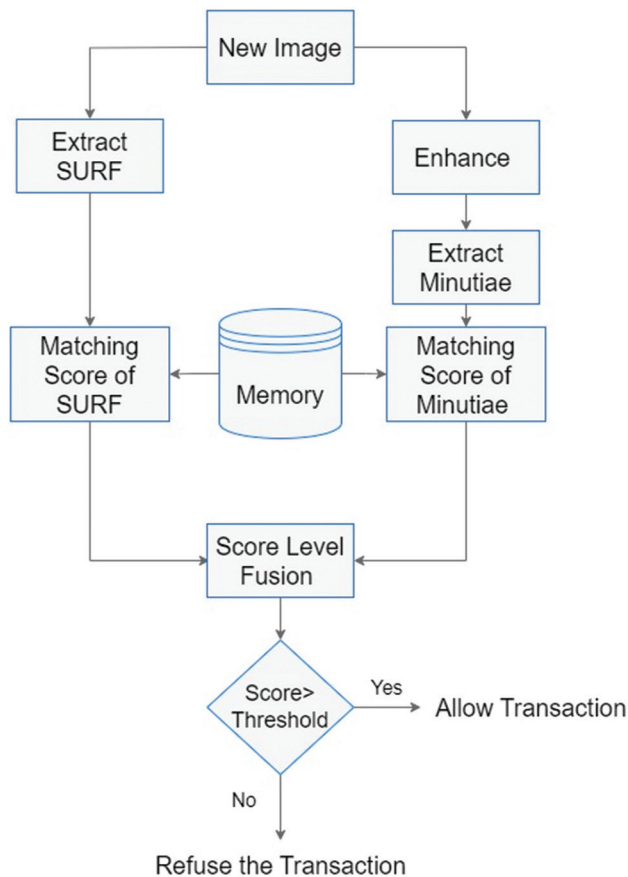 New Image
Extract
SURF
Enhance
Extract
Minutiae
Matching
Score of
SURF
Memory
Matching
Score of
Minutiae
Score Level
Fusion
Score>
Threshold
Yes
Allow Transaction
No
Refuse the Transaction